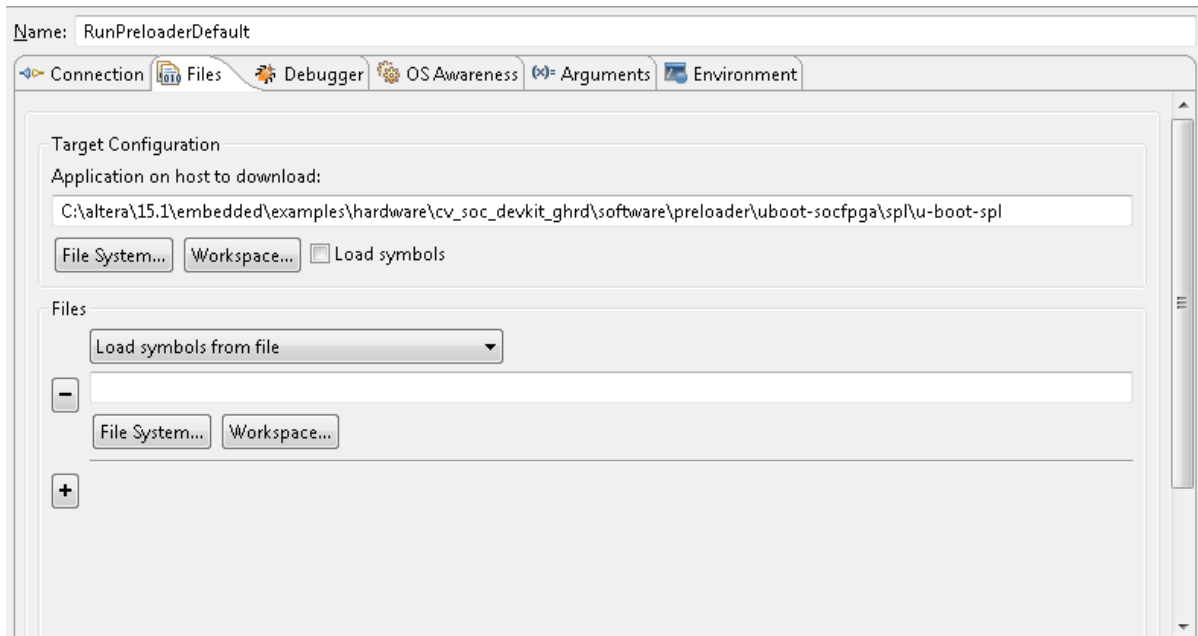 Name: RunPreloaderDefault
Connection Files Debugger OS Awareness (x)= Arguments Environment
Target Configuration
Application on host to download:
C:\altera\15.1\embedded\examples\hardware\cv_soc_devkit_ghrd\software\preloader\uboot-socfpga\spl\u-boot-spl
File System... Workspace... Load symbols
Files
Load symbols from file
File System... Workspace...